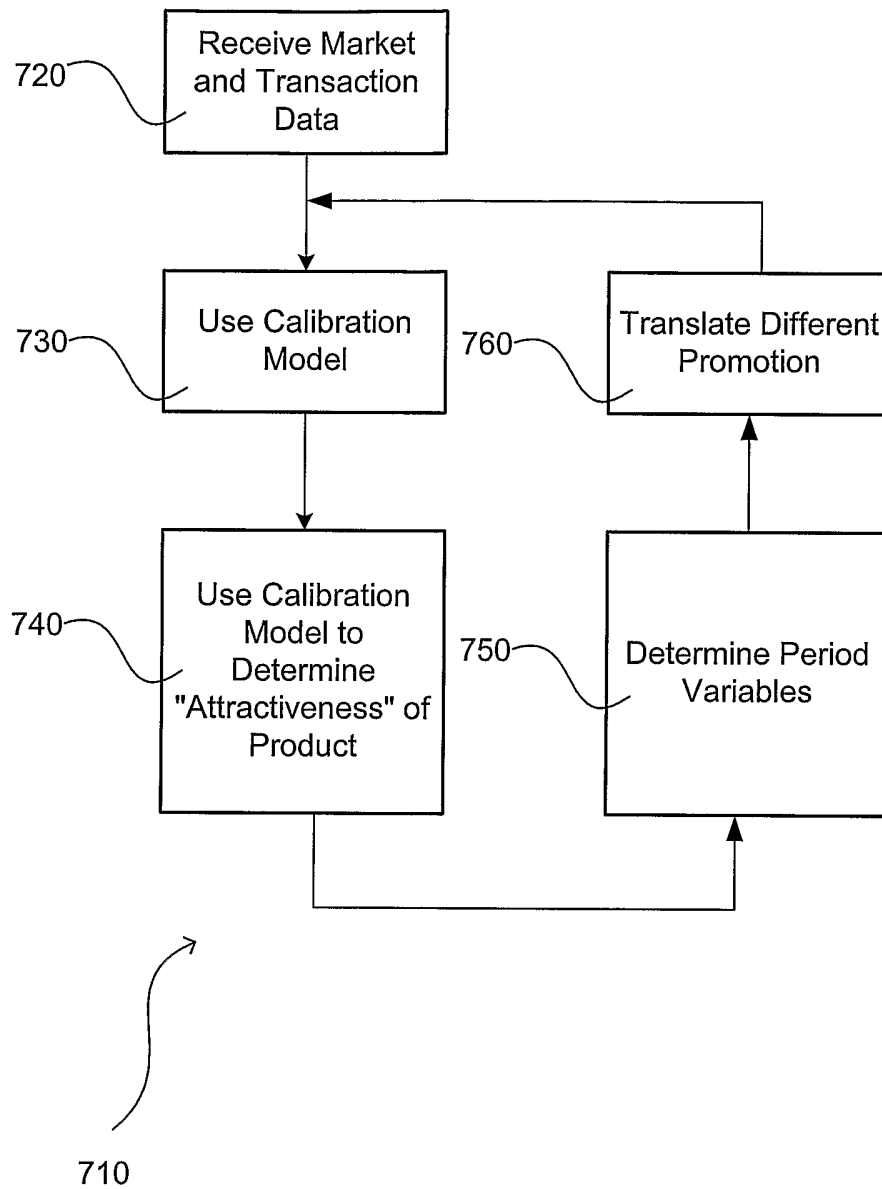 720
Receive Market
and Transaction
Data
730
Use Calibration
Model
760
Translate Different
Promotion
740
Use Calibration
Model to
Determine
"Attractiveness" of
Product
750
Determine Period
Variables
710